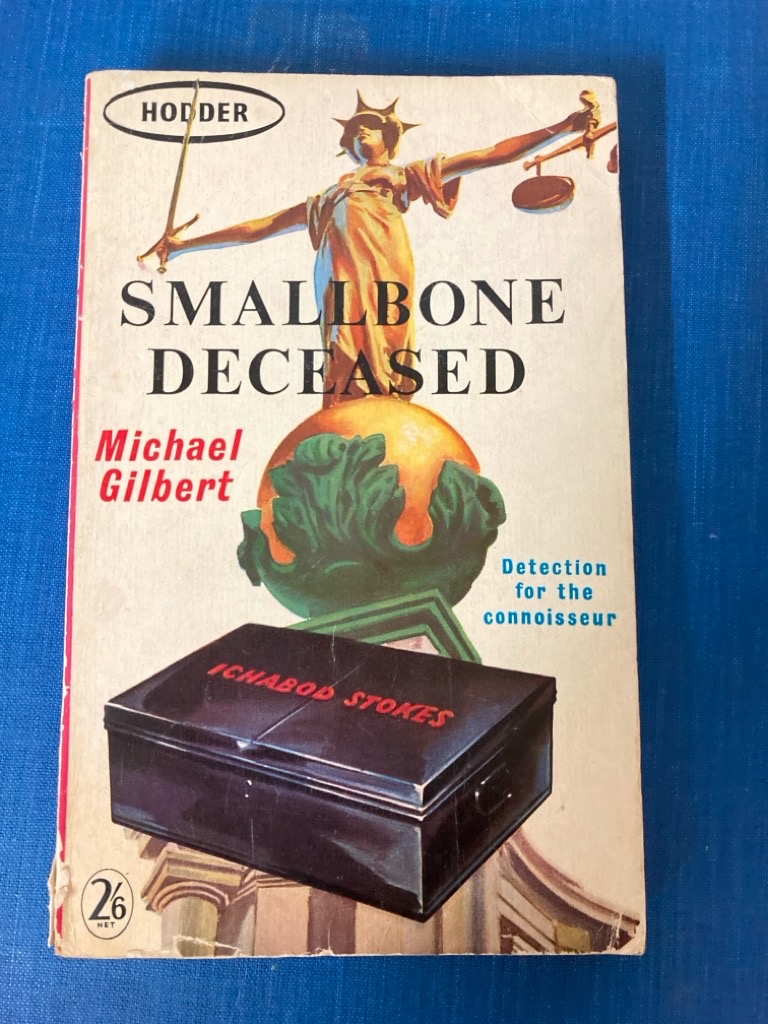 HODDER
SMALLBONE
DECEASED
Michael
Gilbert
Detection
for the
connoisseur
ICHABOD STOKES
2/6
NET